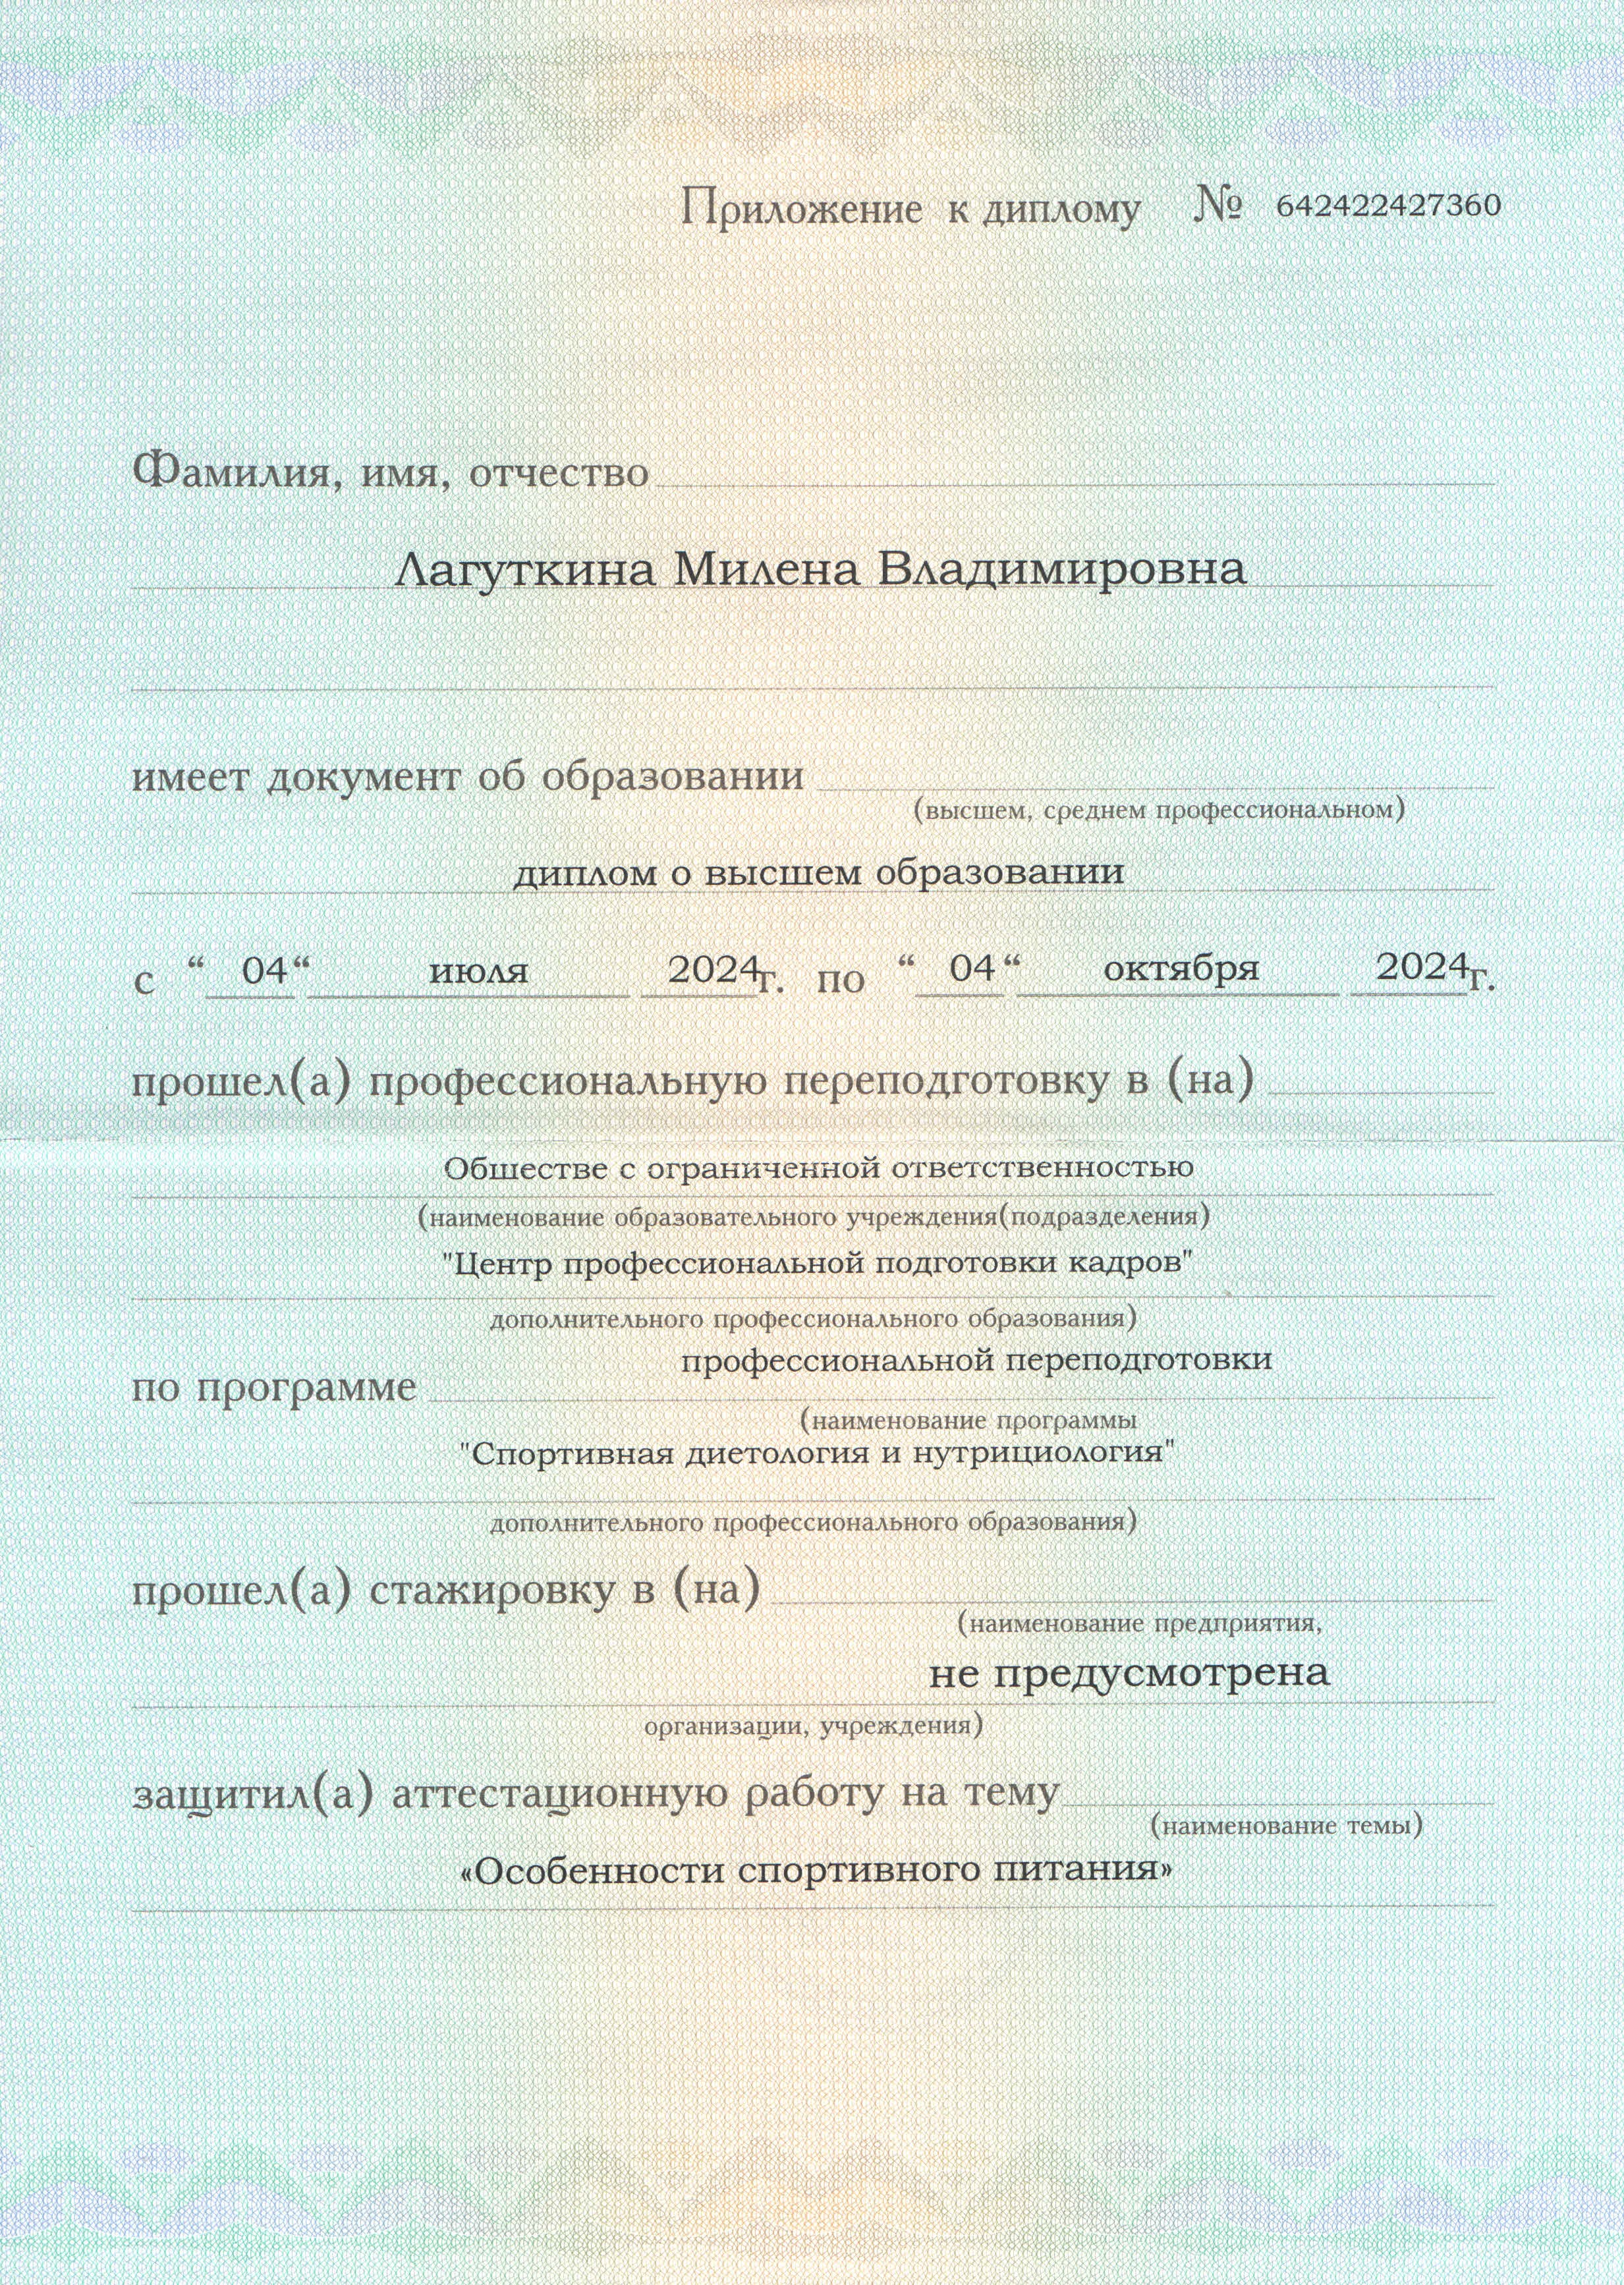 Приложение к диплому № 642422427360
Фамилия, имя, отчество
Лагуткина Милена Владимировна
имеет документ об образовании
(высшем, среднем профессиональном)
диплом о высшем образовании
с “ 04 “ июля 2024 г. по “ 04 “ октября 2024 г.
прошел(а) профессиональную переподготовку в (на)
Обшестве с ограниченной ответственностью
(наименование образовательного учреждения(подразделения)
"Центр профессиональной подготовки кадров"
дополнительного профессионального образования)
по программе профессиональной переподготовки
(наименование программы
"Спортивная диетология и нутрициология"
дополнительного профессионального образования)
прошел(а) стажировку в (на)
(наименование предприятия,
не предусмотрена
организации, учреждения)
защитил(а) аттестационную работу на тему
(наименование темы)
«Особенности спортивного питания»